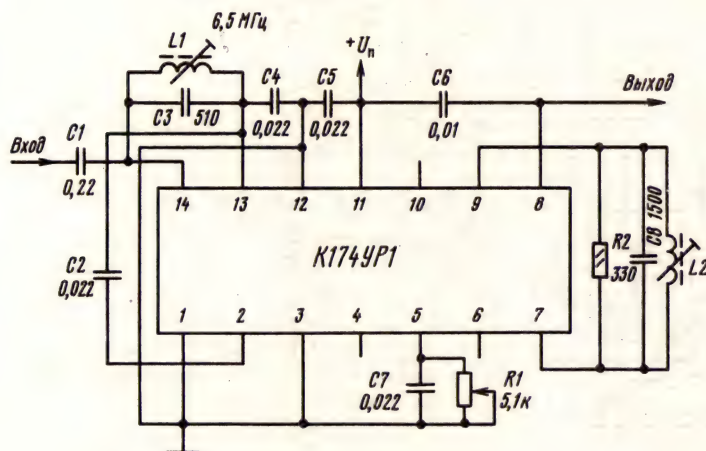 6,5 МГц
L1
C4
C5
+Uп
C6
Выход
C3 510
0,022
0,022
0,01
Вход
C1
0,22
14 13 12 11 10 9 8
К174УР1
R2
330
C8 1500
L2
C2
0,022
1 2 3 4 5 6 7
C7
0,022
R1
5,1к